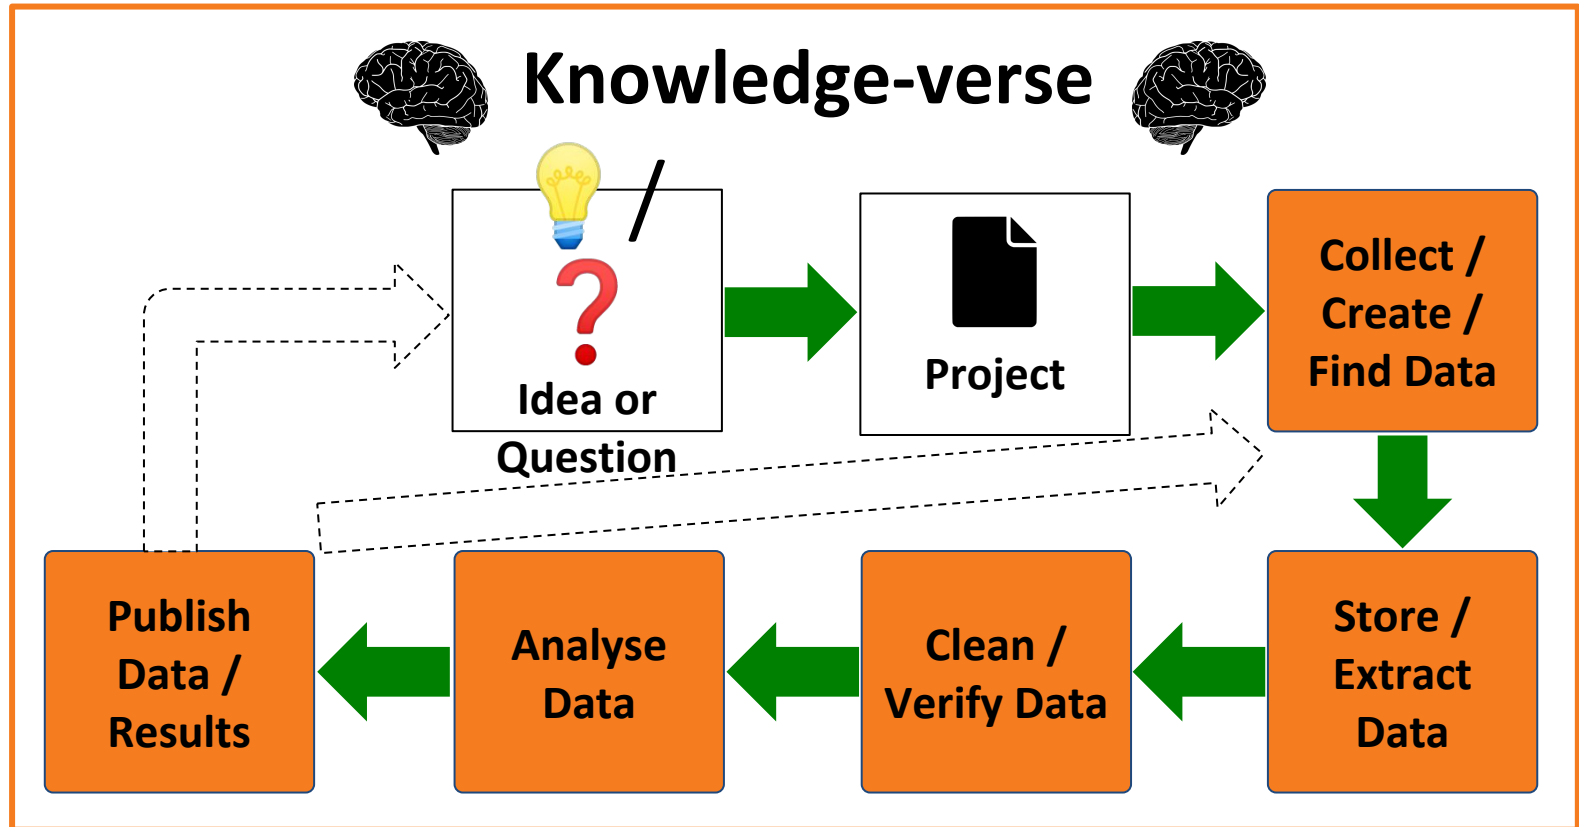 Knowledge-verse
/
?
Idea or
Question
Project
Collect /
Create /
Find Data
Store /
Extract
Data
Clean /
Verify Data
Analyse
Data
Publish
Data /
Results